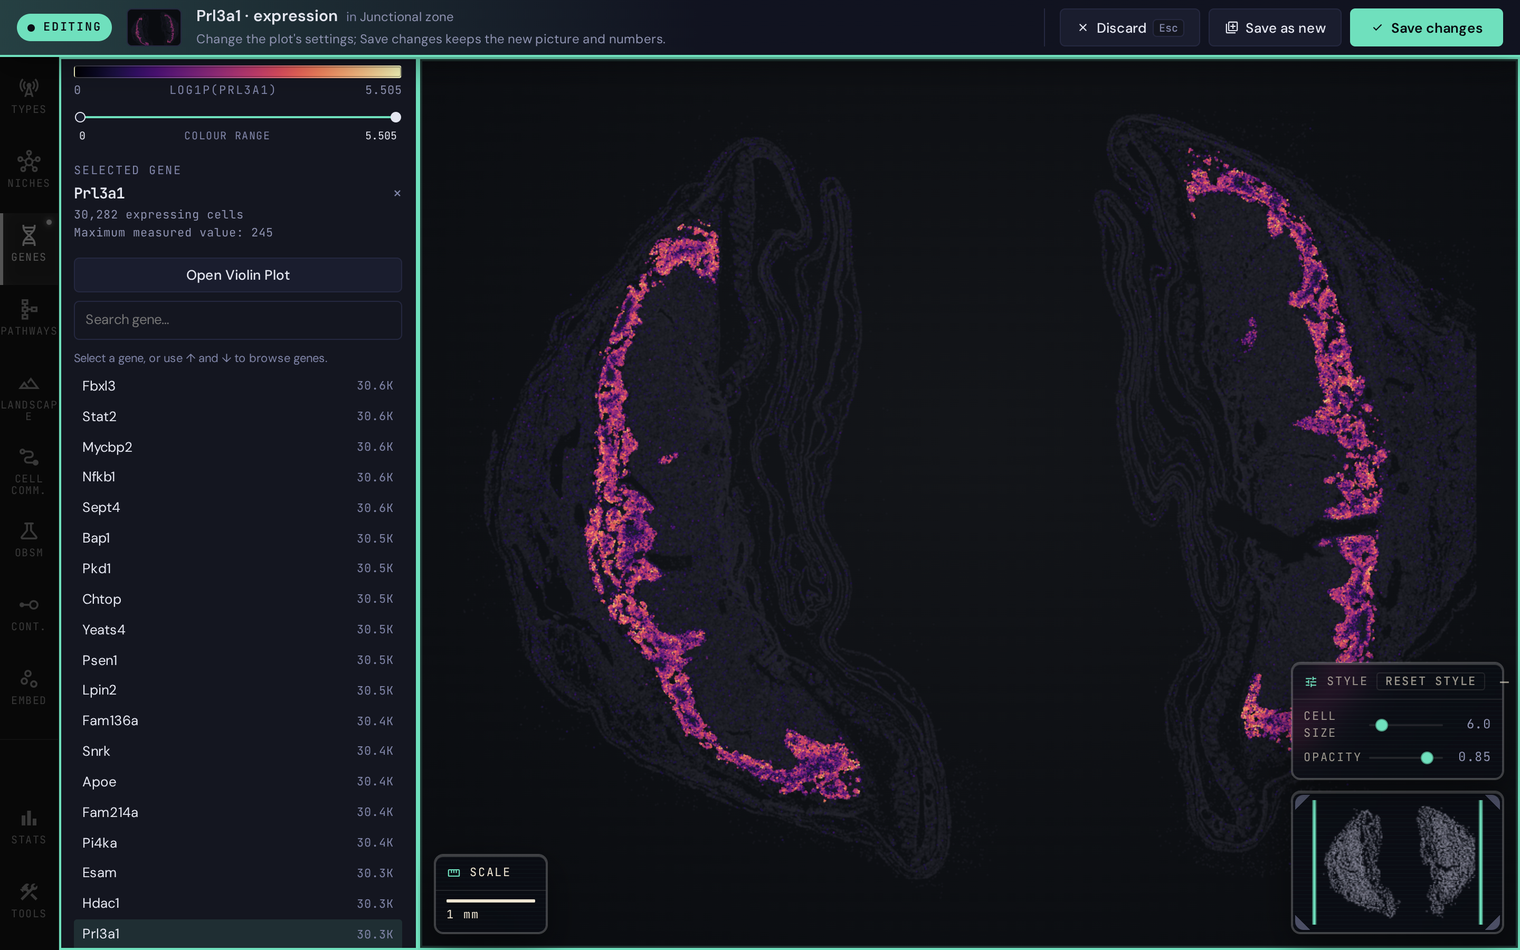 EDITING
Prl3a1 · expression in Junctional zone
Change the plot's settings; Save changes keeps the new picture and numbers.
Discard Esc
Save as new
Save changes
TYPES
NICHES
GENES
PATHWAYS
LANDSCAP
E
CELL
COMM.
OBSM
CONT.
EMBED
STATS
TOOLS
0 LOG1P(PRL3A1) 5.505
0 COLOUR RANGE 5.505
SELECTED GENE
Prl3a1 ×
30,282 expressing cells
Maximum measured value: 245
Open Violin Plot
Search gene...
Select a gene, or use ↑ and ↓ to browse genes.
Fbxl3 30.6K
Stat2 30.6K
Mycbp2 30.6K
Nfkb1 30.6K
Sept4 30.6K
Bap1 30.5K
Pkd1 30.5K
Chtop 30.5K
Yeats4 30.5K
Psen1 30.5K
Lpin2 30.5K
Fam136a 30.4K
Snrk 30.4K
Apoe 30.4K
Fam214a 30.4K
Pi4ka 30.4K
Esam 30.3K
Hdac1 30.3K
Prl3a1 30.3K
SCALE
1 mm
STYLE RESET STYLE
CELL
SIZE 6.0
OPACITY 0.85